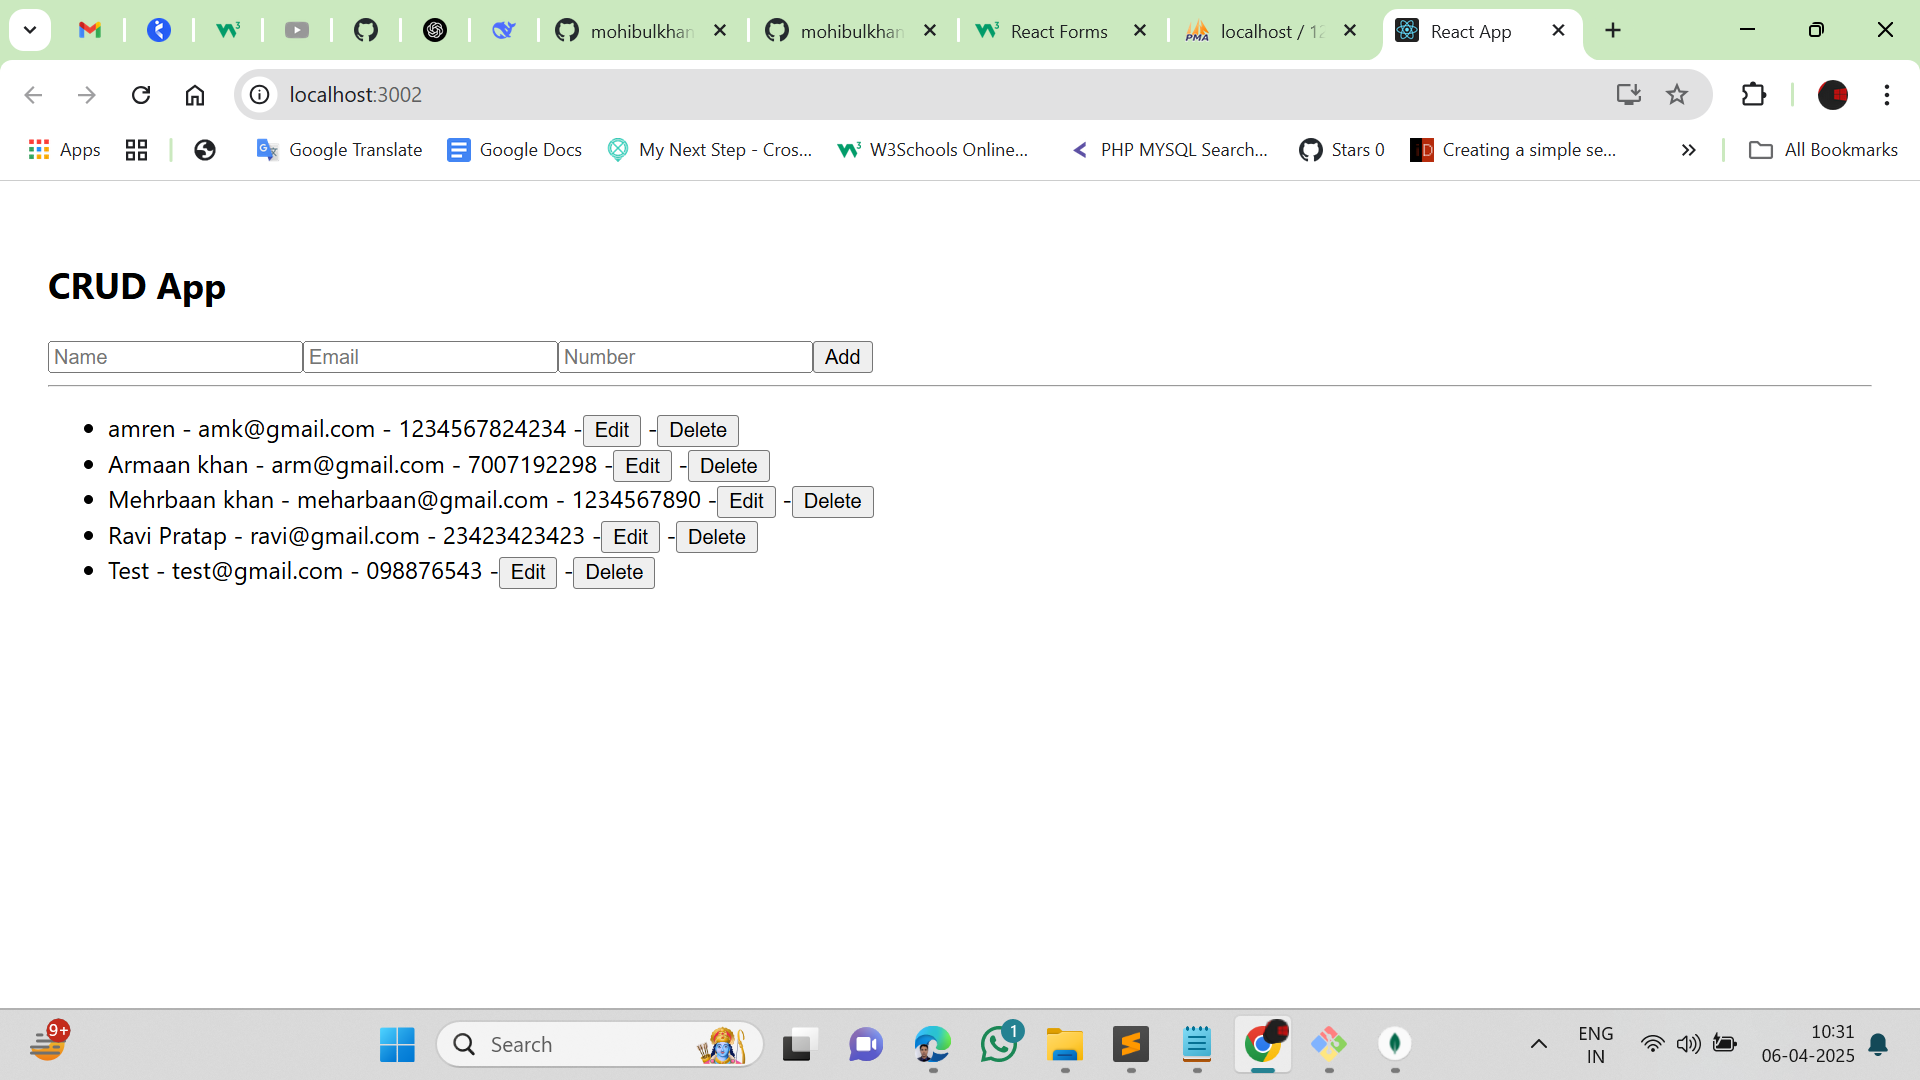 mohibulkhan
mohibulkhan
React Forms
localhost / 12
React App
localhost:3002
Apps
Google Translate
Google Docs
My Next Step - Cros...
W3Schools Online...
PHP MYSQL Search...
Stars 0
Creating a simple se...
All Bookmarks
CRUD App
Name Email Number Add
amren - amk@gmail.com - 1234567824234 - Edit - Delete
Armaan khan - arm@gmail.com - 7007192298 - Edit - Delete
Mehrbaan khan - meharbaan@gmail.com - 1234567890 - Edit - Delete
Ravi Pratap - ravi@gmail.com - 23423423423 - Edit - Delete
Test - test@gmail.com - 098876543 - Edit - Delete
9+
Search
1
ENG
IN
10:31
06-04-2025